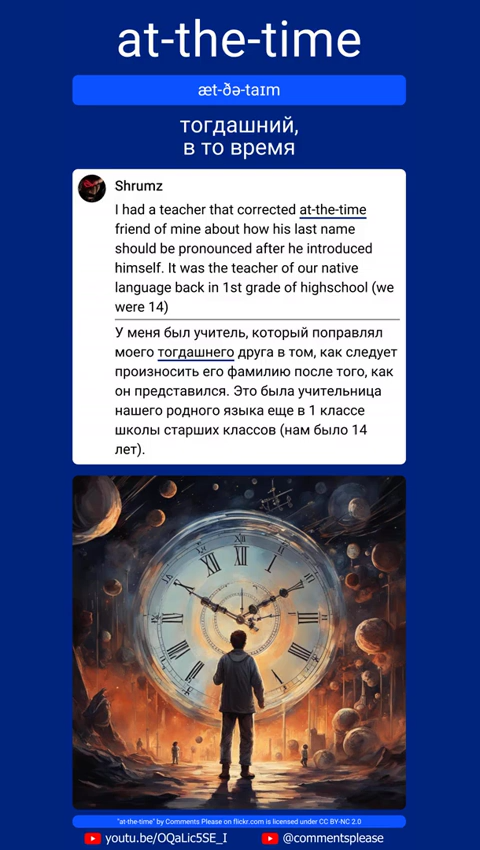 at-the-time
æt-ðə-taɪm
тогдашний,
в то время
Shrumz
I had a teacher that corrected at-the-time
friend of mine about how his last name
should be pronounced after he introduced
himself. It was the teacher of our native
language back in 1st grade of highschool (we
were 14)
У меня был учитель, который поправлял
моего тогдашнего друга в том, как следует
произносить его фамилию после того, как
он представился. Это была учительница
нашего родного языка еще в 1 классе
школы старших классов (нам было 14
лет).
"at-the-time" by Comments Please on flickr.com is licensed under CC BY-NC 2.0
youtu.be/OQaLic5SE_I
@commentsplease